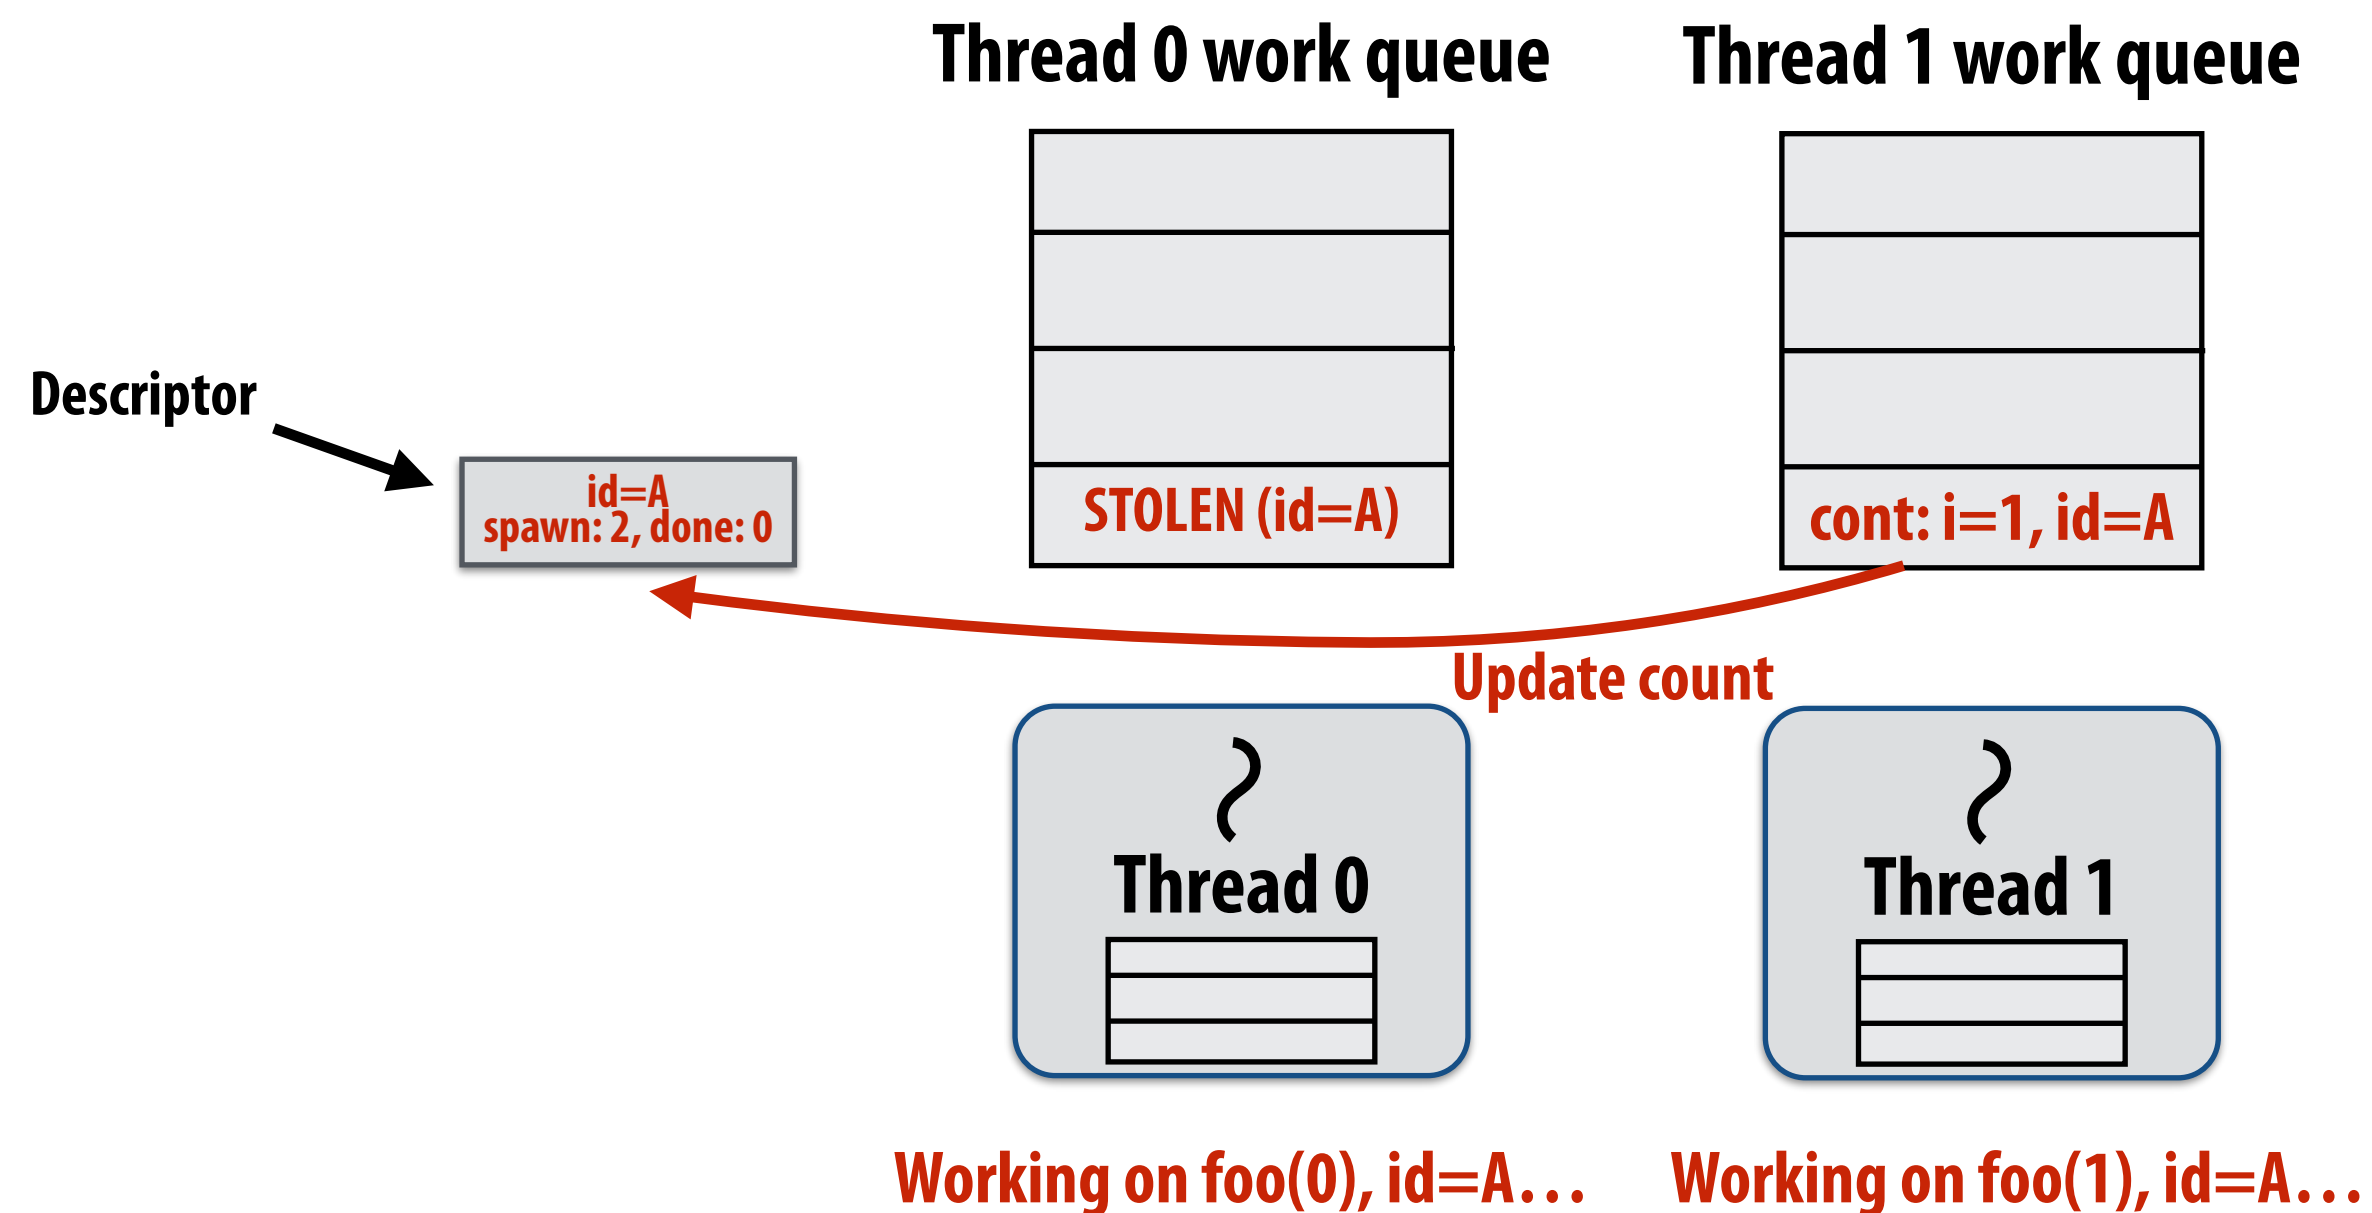 Thread 0 work queue
Thread 1 work queue
Descriptor
id=A
spawn: 2, done: 0
STOLEN (id=A)
cont: i=1, id=A
Update count
Thread 0
Thread 1
Working on foo(0), id=A…
Working on foo(1), id=A…